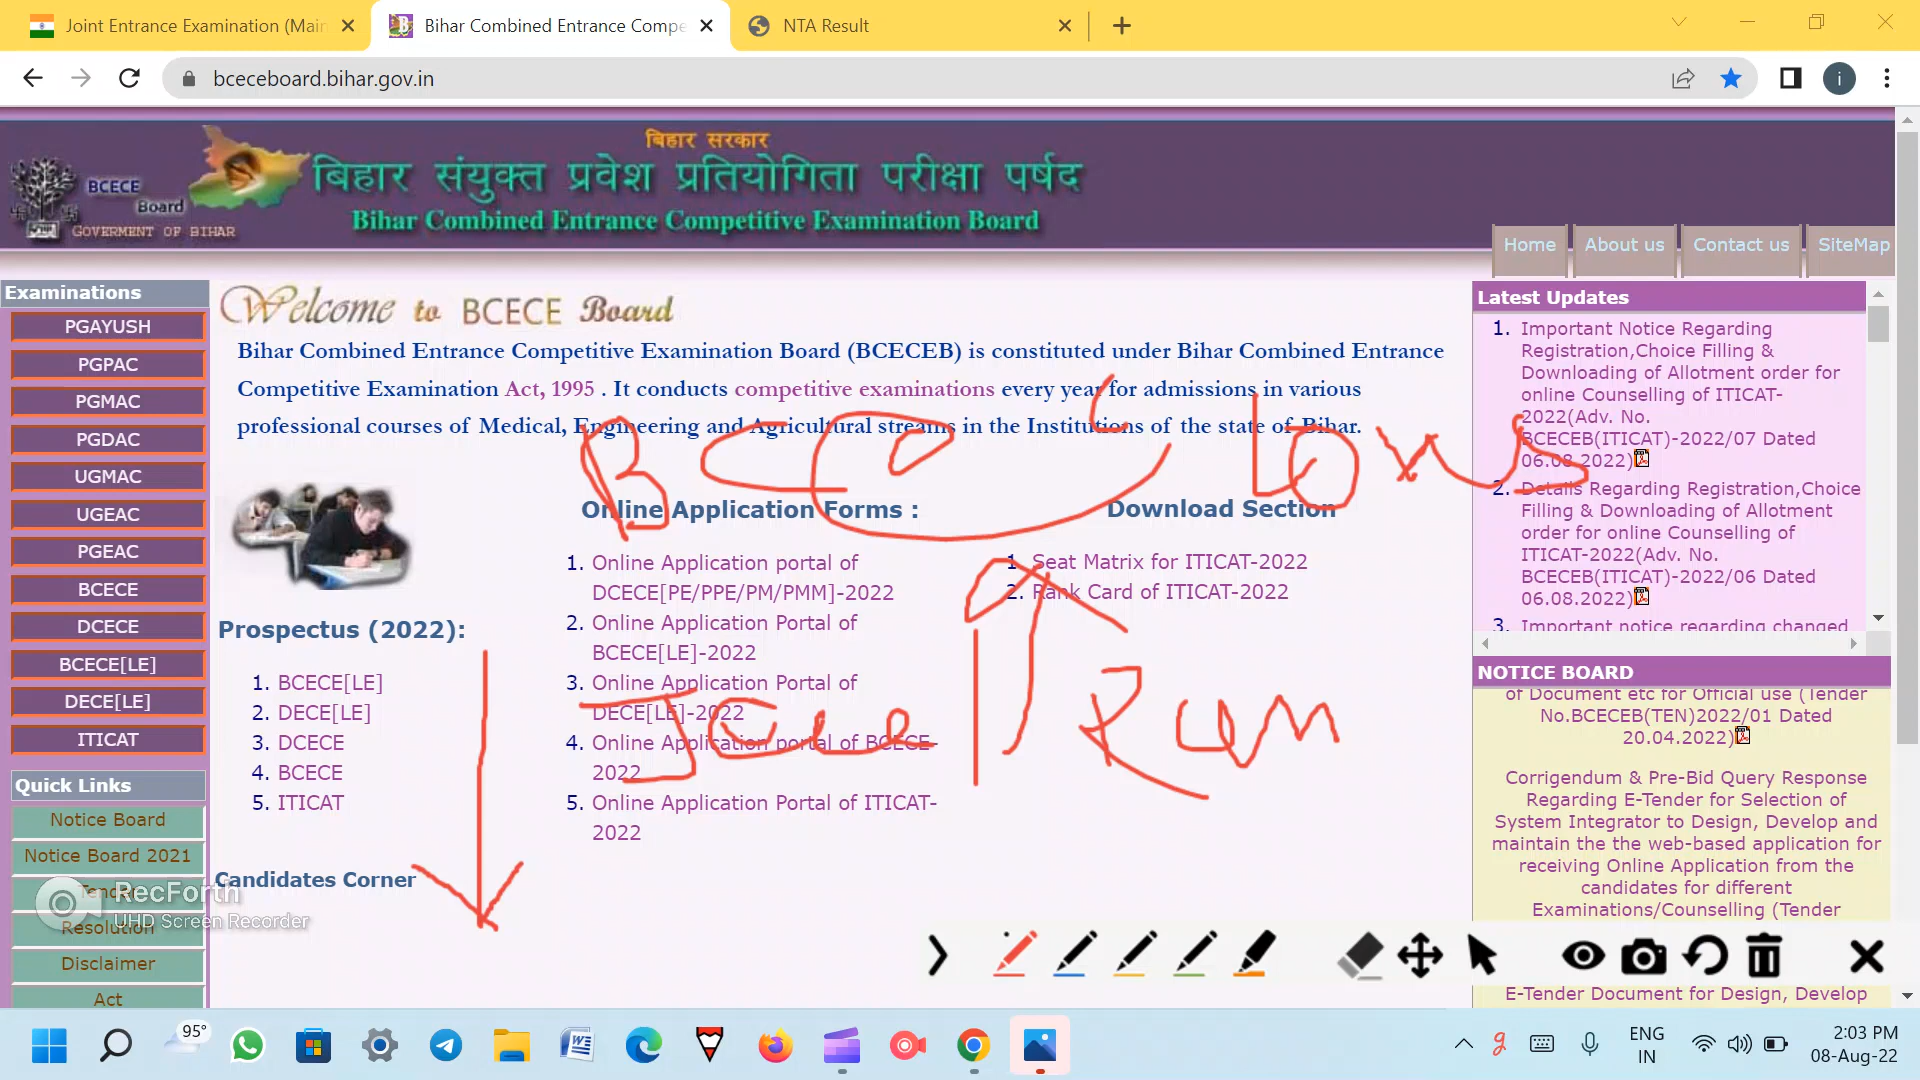 Joint Entrance Examination (Main
Bihar Combined Entrance Compe
NTA Result
bceceboard.bihar.gov.in
i
बिहार सरकार
बिहार संयुक्त प्रवेश प्रतियोगिता परीक्षा पर्षद
Bihar Combined Entrance Competitive Examination Board
BCECE
Board
GOVERMENT OF BIHAR
Home
About us
Contact us
SiteMap
Examinations
PGAYUSH
PGPAC
PGMAC
PGDAC
UGMAC
UGEAC
PGEAC
BCECE
DCECE
BCECE[LE]
DECE[LE]
ITICAT
Quick Links
Notice Board
Notice Board 2021
Tender
Resolution
Disclaimer
Act
RecForth
UHD Screen Recorder
Welcome to BCECE Board
Bihar Combined Entrance Competitive Examination Board (BCECEB) is constituted under Bihar Combined Entrance
Competitive Examination Act, 1995 . It conducts competitive examinations every year for admissions in various
professional courses of Medical, Engineering and Agricultural streams in the Institutions of the state of Bihar.
Prospectus (2022):
1. BCECE[LE]
2. DECE[LE]
3. DCECE
4. BCECE
5. ITICAT
Candidates Corner
Online Application Forms :
1. Online Application portal of
DCECE[PE/PPE/PM/PMM]-2022
2. Online Application Portal of
BCECE[LE]-2022
3. Online Application Portal of
DECE[LE]-2022
4. Online Application portal of BCECE-
2022
5. Online Application Portal of ITICAT-
2022
Download Section
1. Seat Matrix for ITICAT-2022
2. Rank Card of ITICAT-2022
Latest Updates
1. Important Notice Regarding
Registration,Choice Filling &
Downloading of Allotment order for
online Counselling of ITICAT-
2022(Adv. No.
BCECEB(ITICAT)-2022/07 Dated
06.08.2022)
2. Details Regarding Registration,Choice
Filling & Downloading of Allotment
order for online Counselling of
ITICAT-2022(Adv. No.
BCECEB(ITICAT)-2022/06 Dated
06.08.2022)
3. Important notice regarding changed
NOTICE BOARD
of Document etc for Official use (Tender
No.BCECEB(TEN)2022/01 Dated
20.04.2022)
Corrigendum & Pre-Bid Query Response
Regarding E-Tender for Selection of
System Integrator to Design, Develop and
maintain the the web-based application for
receiving Online Application from the
candidates for different
Examinations/Counselling (Tender
E-Tender Document for Design, Develop
95°
ENG
IN
2:03 PM
08-Aug-22